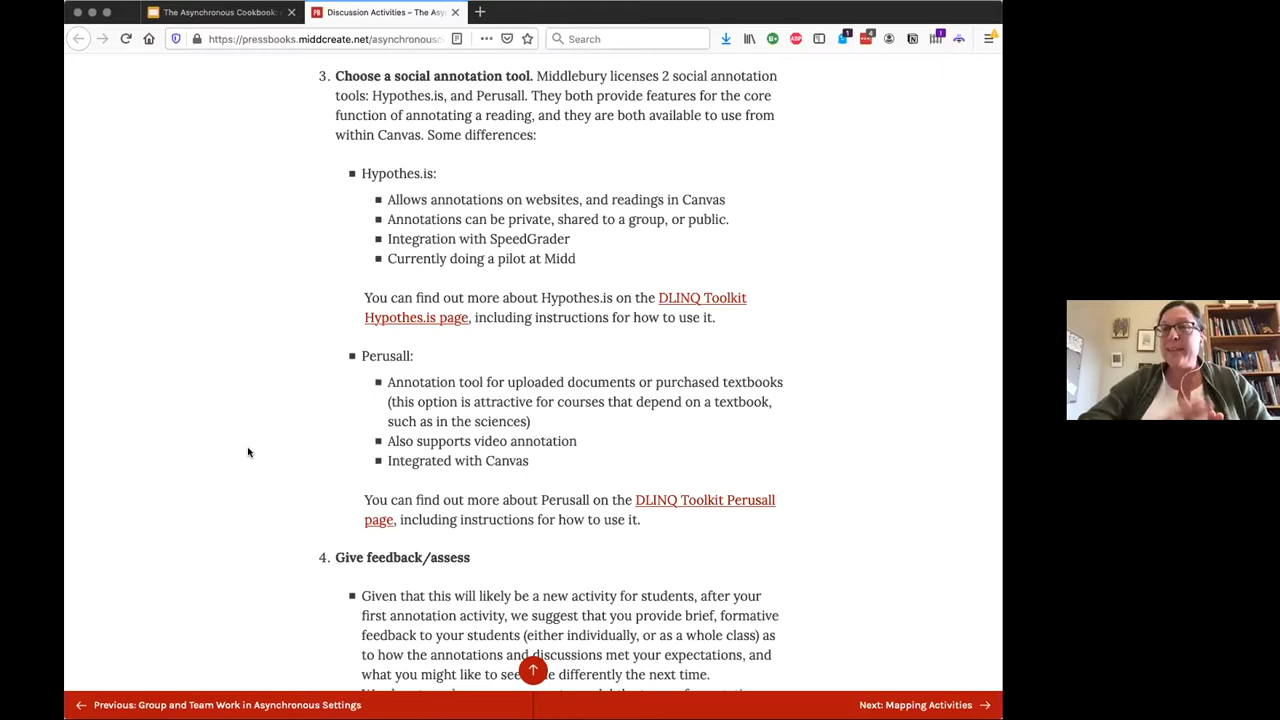 The Asynchronous Cookbook:
Discussion Activities – The Asy
https://pressbooks.middcreate.net/asynchronousc
Search
1
4
1
3. Choose a social annotation tool. Middlebury licenses 2 social annotation
tools: Hypothes.is, and Perusall. They both provide features for the core
function of annotating a reading, and they are both available to use from
within Canvas. Some differences:
Hypothes.is:
Allows annotations on websites, and readings in Canvas
Annotations can be private, shared to a group, or public.
Integration with SpeedGrader
Currently doing a pilot at Midd
You can find out more about Hypothes.is on the DLINQ Toolkit
Hypothes.is page, including instructions for how to use it.
Perusall:
Annotation tool for uploaded documents or purchased textbooks
(this option is attractive for courses that depend on a textbook,
such as in the sciences)
Also supports video annotation
Integrated with Canvas
You can find out more about Perusall on the DLINQ Toolkit Perusall
page, including instructions for how to use it.
4. Give feedback/assess
Given that this will likely be a new activity for students, after your
first annotation activity, we suggest that you provide brief, formative
feedback to your students (either individually, or as a whole class) as
to how the annotations and discussions met your expectations, and
what you might like to see differently the next time.
← Previous: Group and Team Work in Asynchronous Settings
Next: Mapping Activities →